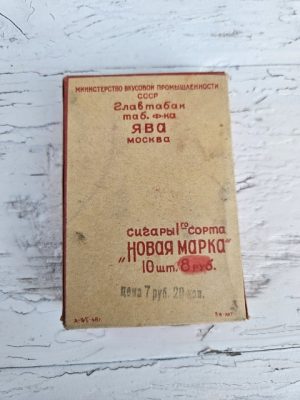 МИНИСТЕРСТВО ВКУСОВОЙ ПРОМЫШЛЕННОСТИ
СССР
Главтабак
таб. ф-ка
ЯВА
МОСКВА
СИГАРЫ 1го СОРТА
„НОВАЯ МАРКА"
10 шт. 8 руб.
цена 7 руб. 20 коп.